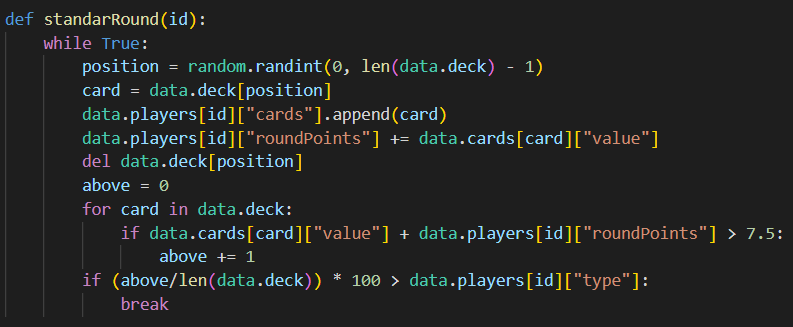 def standarRound(id):
    while True:
        position = random.randint(0, len(data.deck) - 1)
        card = data.deck[position]
        data.players[id]["cards"].append(card)
        data.players[id]["roundPoints"] += data.cards[card]["value"]
        del data.deck[position]
        above = 0
        for card in data.deck:
            if data.cards[card]["value"] + data.players[id]["roundPoints"] > 7.5:
                above += 1
        if (above/len(data.deck)) * 100 > data.players[id]["type"]:
            break